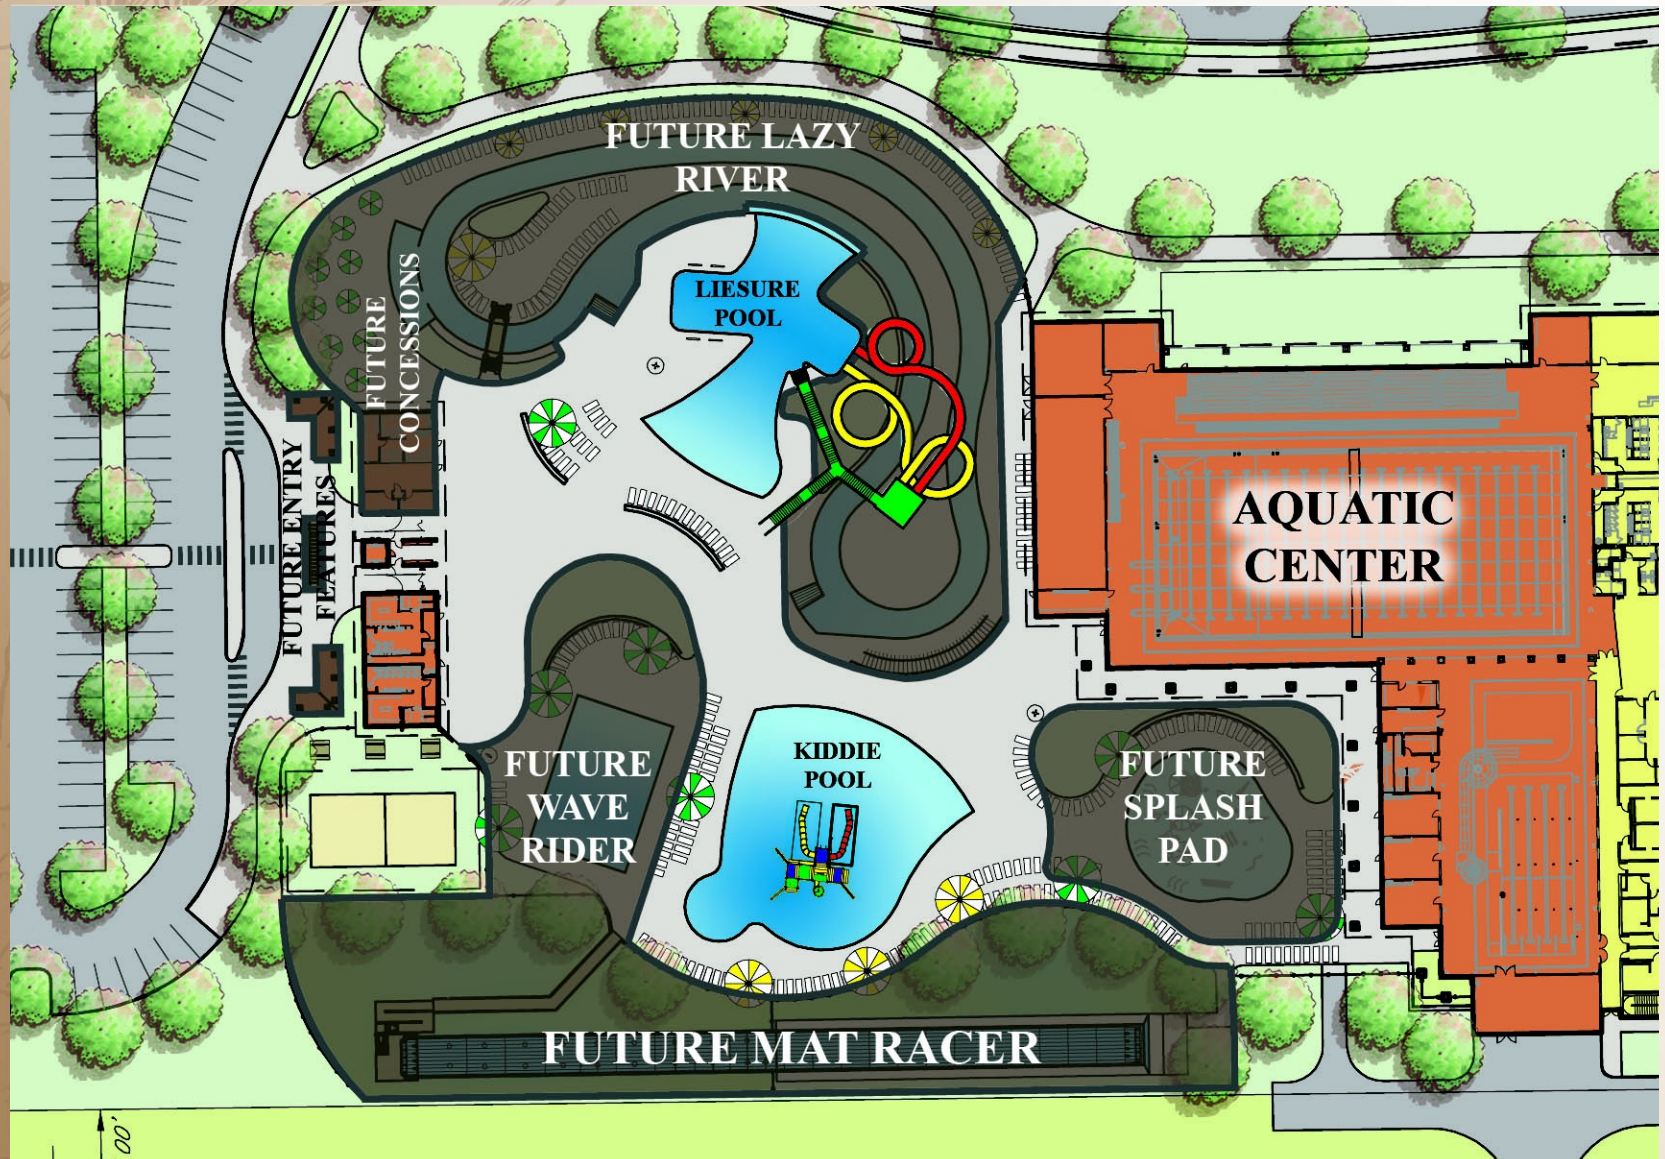 FUTURE LAZY
RIVER
LIESURE
POOL
FUTURE
CONCESSIONS
FUTURE ENTRY
FEATURES
AQUATIC
CENTER
KIDDIE
POOL
FUTURE
WAVE
RIDER
FUTURE
SPLASH
PAD
FUTURE MAT RACER
00'